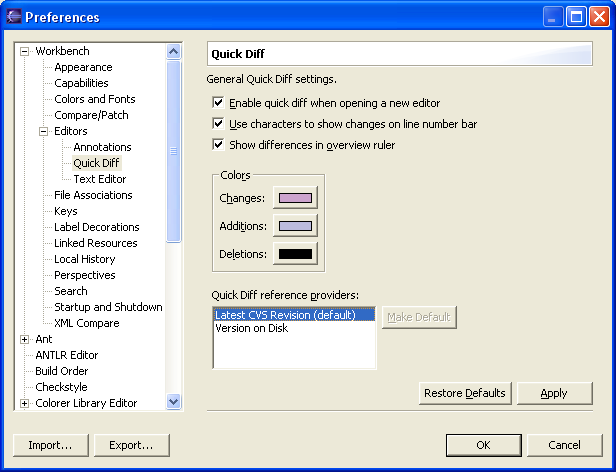 Preferences
Workbench
Appearance
Capabilities
Colors and Fonts
Compare/Patch
Editors
Annotations
Quick Diff
Text Editor
File Associations
Keys
Label Decorations
Linked Resources
Local History
Perspectives
Search
Startup and Shutdown
XML Compare
Ant
ANTLR Editor
Build Order
Checkstyle
Colorer Library Editor
Quick Diff
General Quick Diff settings.
Enable quick diff when opening a new editor
Use characters to show changes on line number bar
Show differences in overview ruler
Colors
Changes:
Additions:
Deletions:
Quick Diff reference providers:
Latest CVS Revision (default)
Version on Disk
Make Default
Restore Defaults
Apply
Import...
Export...
OK
Cancel